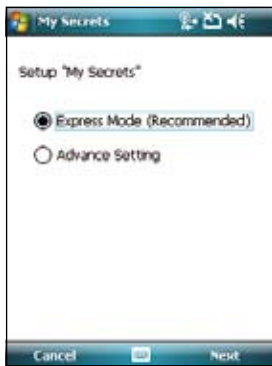 My Secrets
Setup "My Secrets"
Express Mode (Recommended)
Advance Setting
Cancel Next